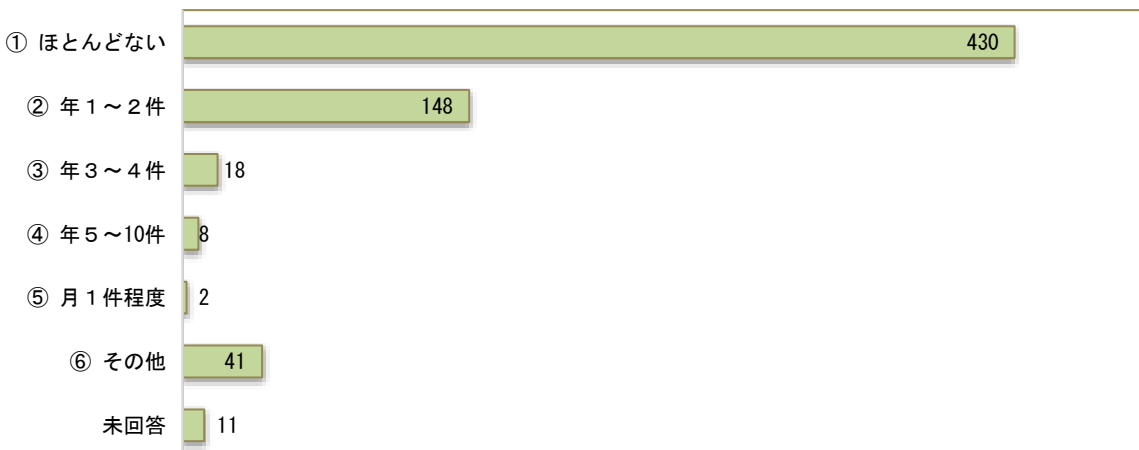 ① ほとんどない 430
② 年１～２件 148
③ 年３～４件 18
④ 年５～10件 8
⑤ 月１件程度 2
⑥ その他 41
未回答 11